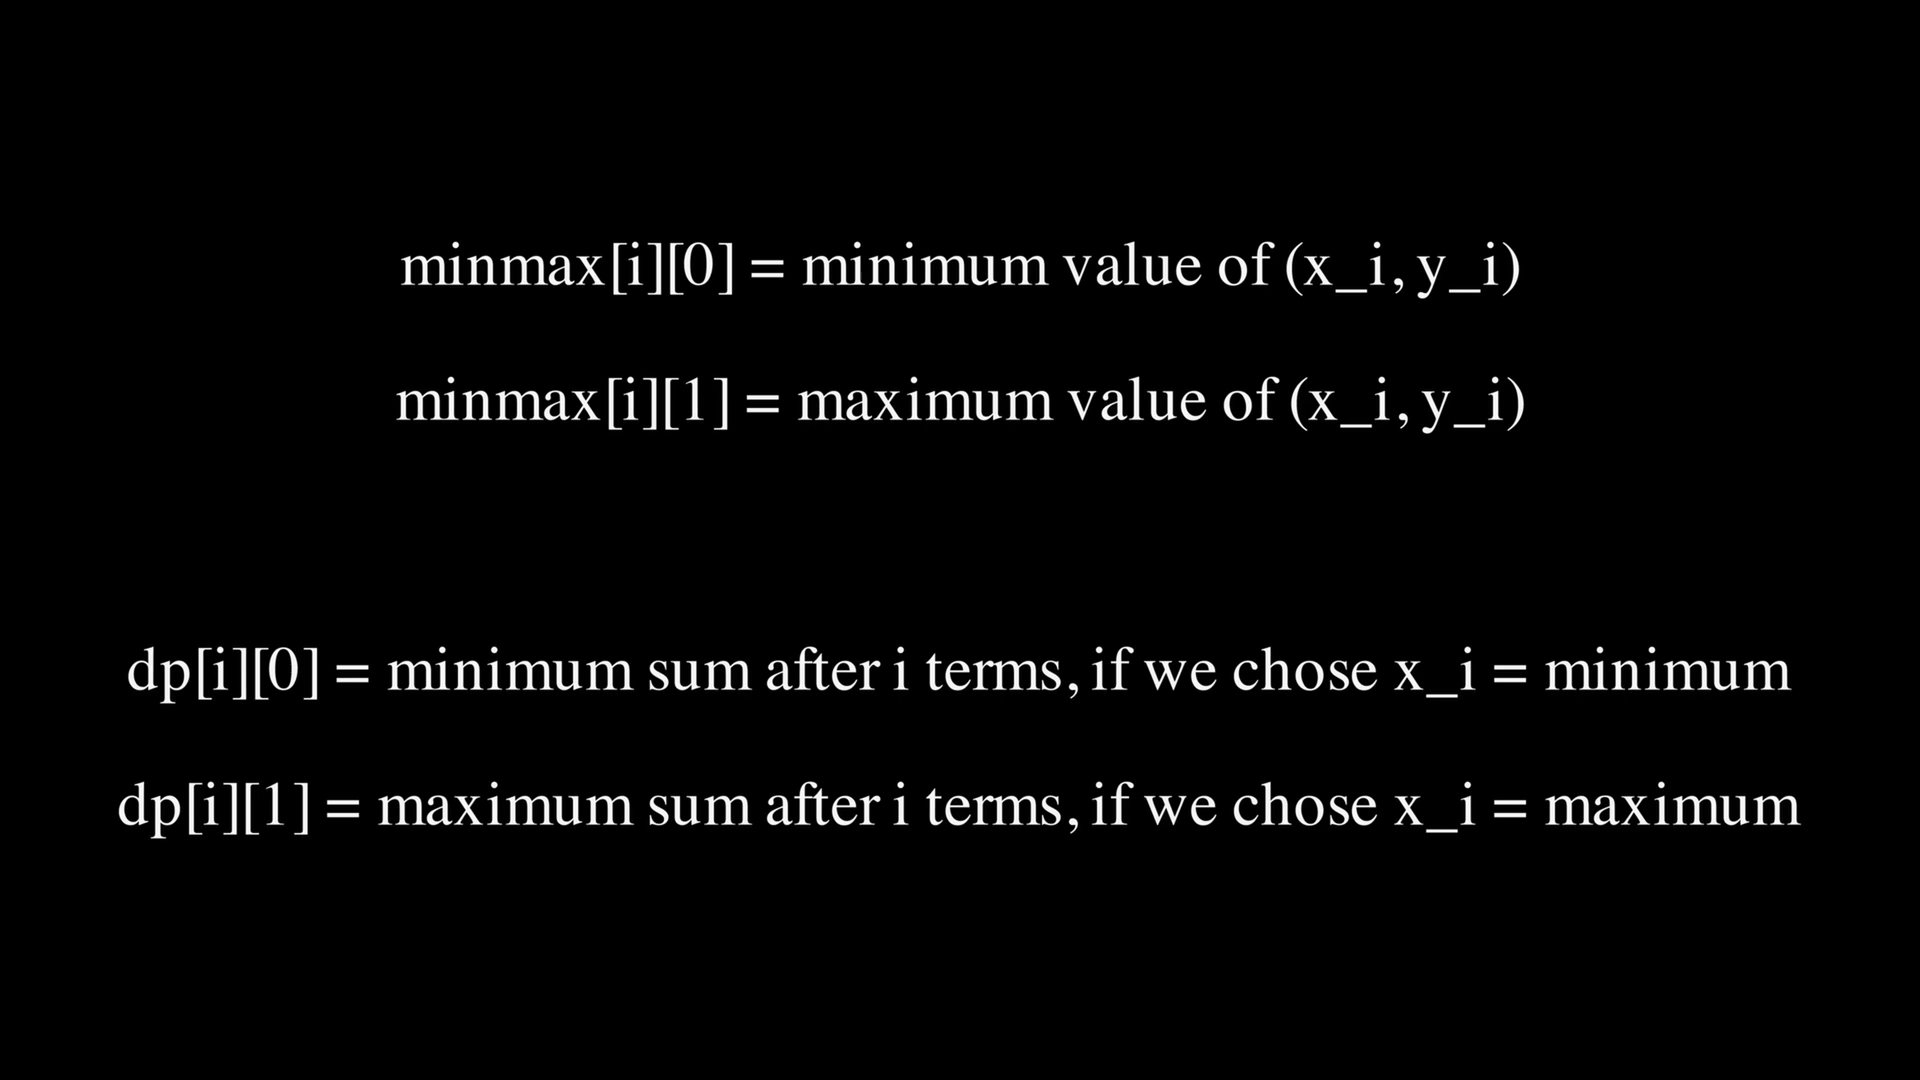 minmax[i][0] = minimum value of (x_i, y_i)
minmax[i][1] = maximum value of (x_i, y_i)
dp[i][0] = minimum sum after i terms, if we chose x_i = minimum
dp[i][1] = maximum sum after i terms, if we chose x_i = maximum